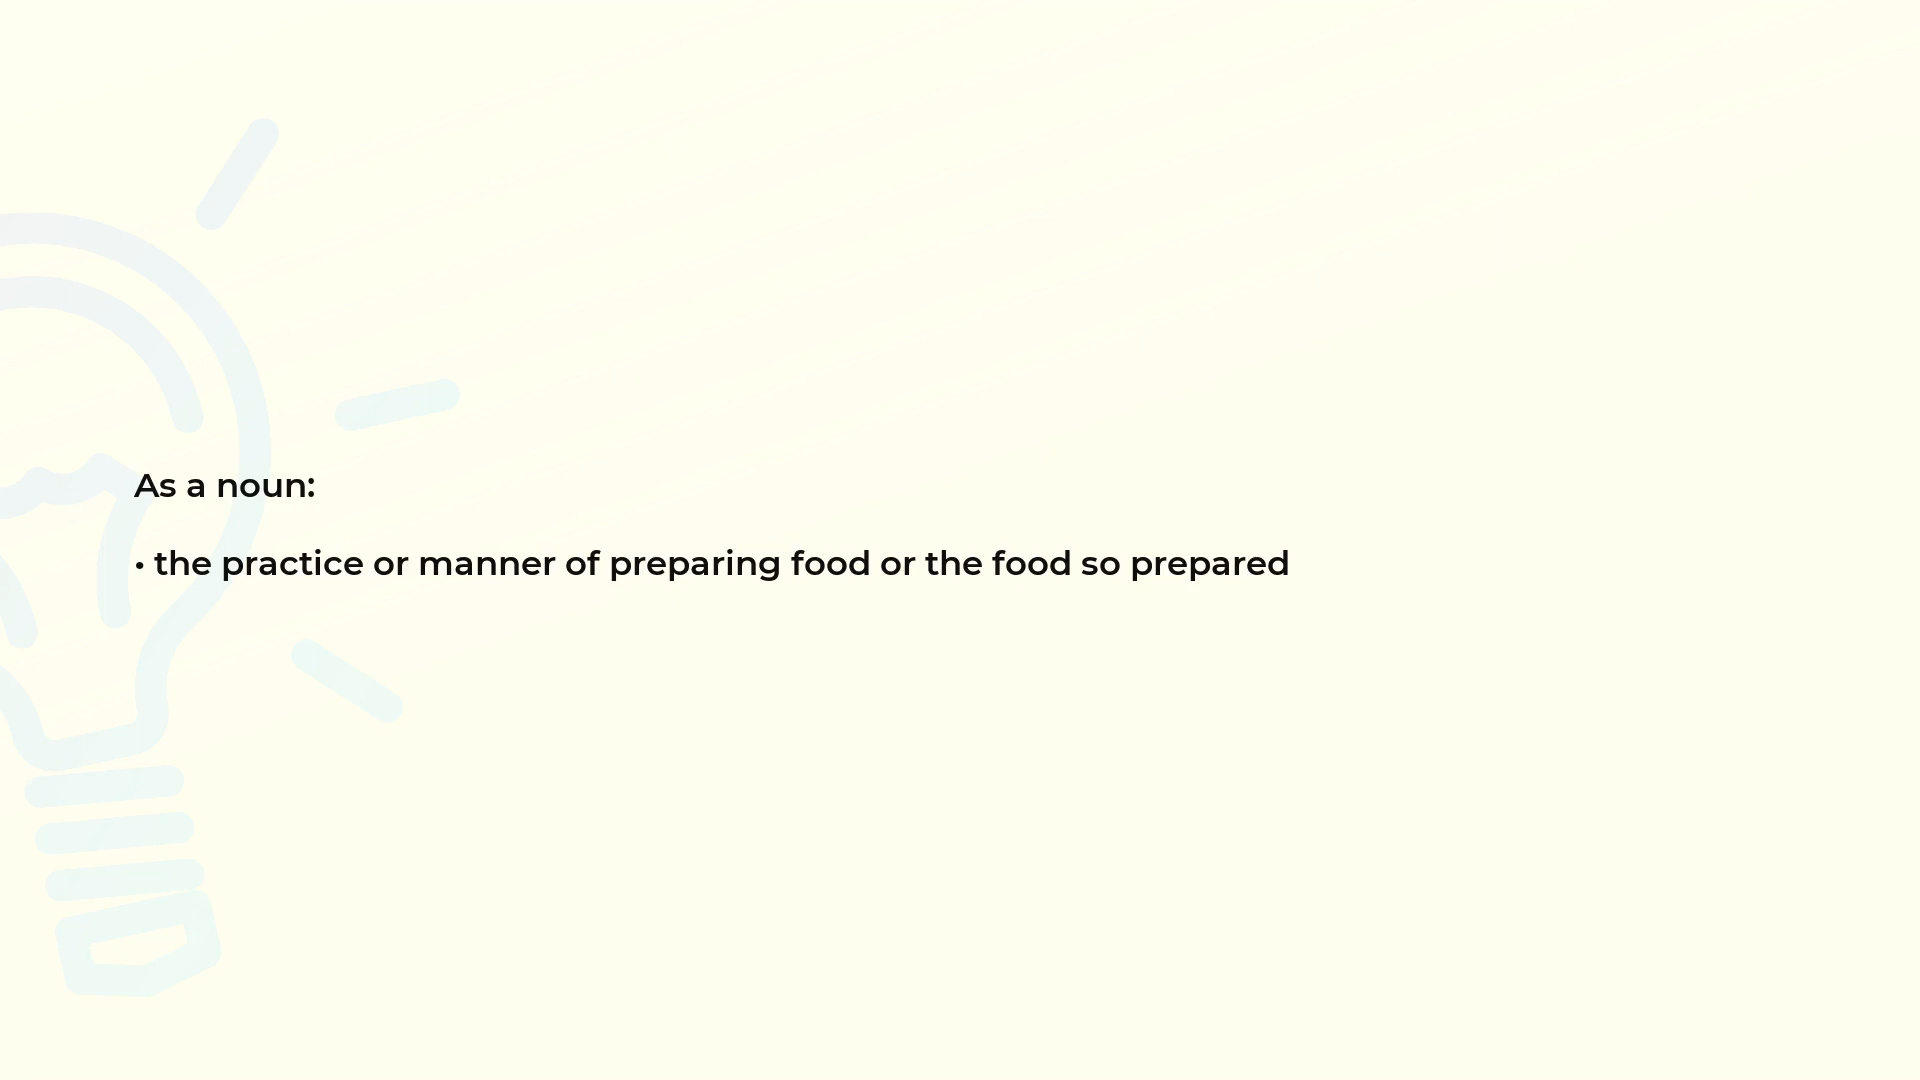 As a noun:
• the practice or manner of preparing food or the food so prepared